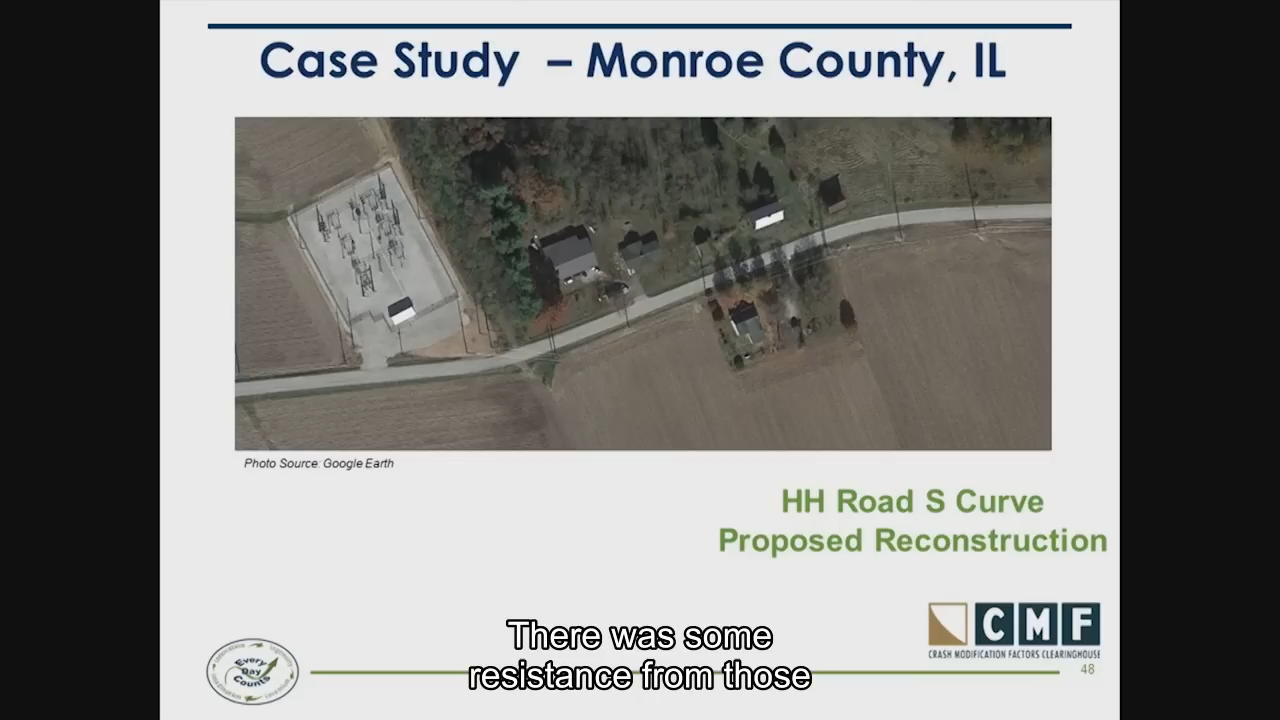 Case Study – Monroe County, IL
Photo Source: Google Earth
HH Road S Curve
Proposed Reconstruction
CMF
CRASH MODIFICATION FACTORS CLEARINGHOUSE
Every
Day
Counts
There was some
resistance from those
48